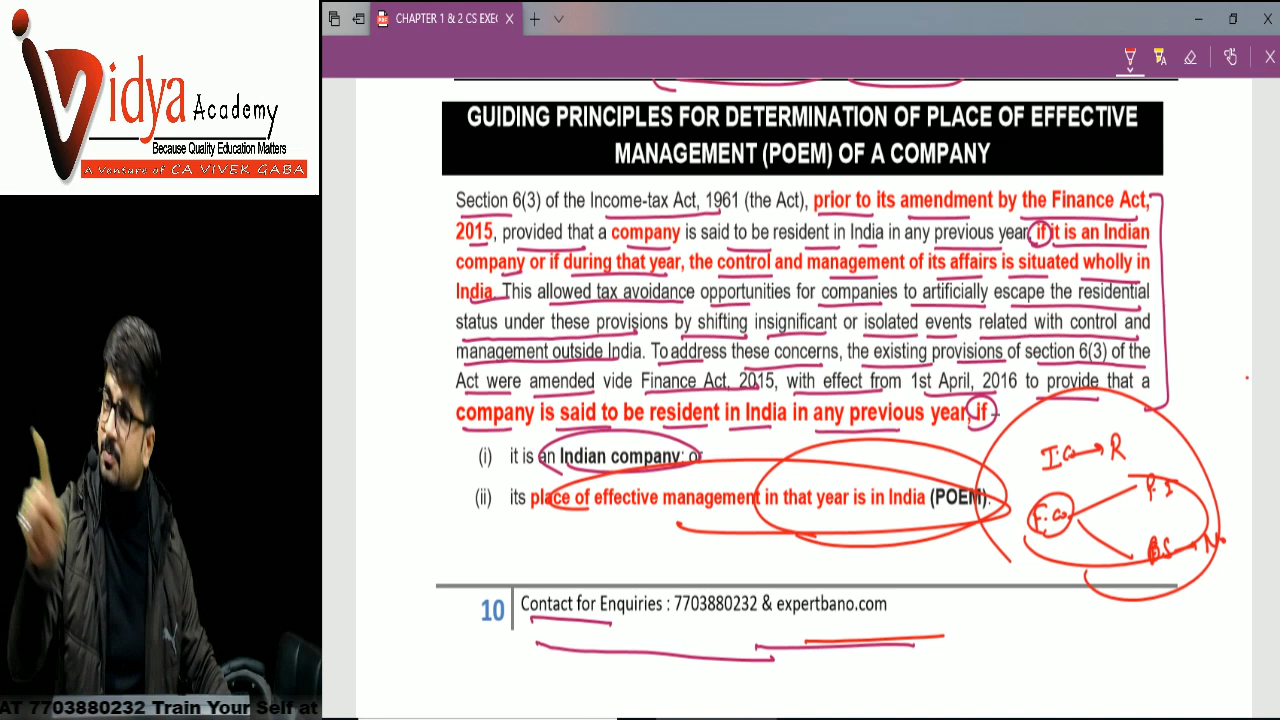 Vidya Academy
Because Quality Education Matters
A Venture of CA VIVEK GABA
CHAPTER 1 & 2 CS EXEC
GUIDING PRINCIPLES FOR DETERMINATION OF PLACE OF EFFECTIVE
MANAGEMENT (POEM) OF A COMPANY
Section 6(3) of the Income-tax Act, 1961 (the Act), prior to its amendment by the Finance Act,
2015, provided that a company is said to be resident in India in any previous year, if it is an Indian
company or if during that year, the control and management of its affairs is situated wholly in
India. This allowed tax avoidance opportunities for companies to artificially escape the residential
status under these provisions by shifting insignificant or isolated events related with control and
management outside India. To address these concerns, the existing provisions of section 6(3) of the
Act were amended vide Finance Act, 2015, with effect from 1st April, 2016 to provide that a
company is said to be resident in India in any previous year, if -
(i) it is an Indian company; or
(ii) its place of effective management in that year is in India (POEM).
I.Co → R
F.Co
10 Contact for Enquiries : 7703880232 & expertbano.com
AT 7703880232 Train Your Self at